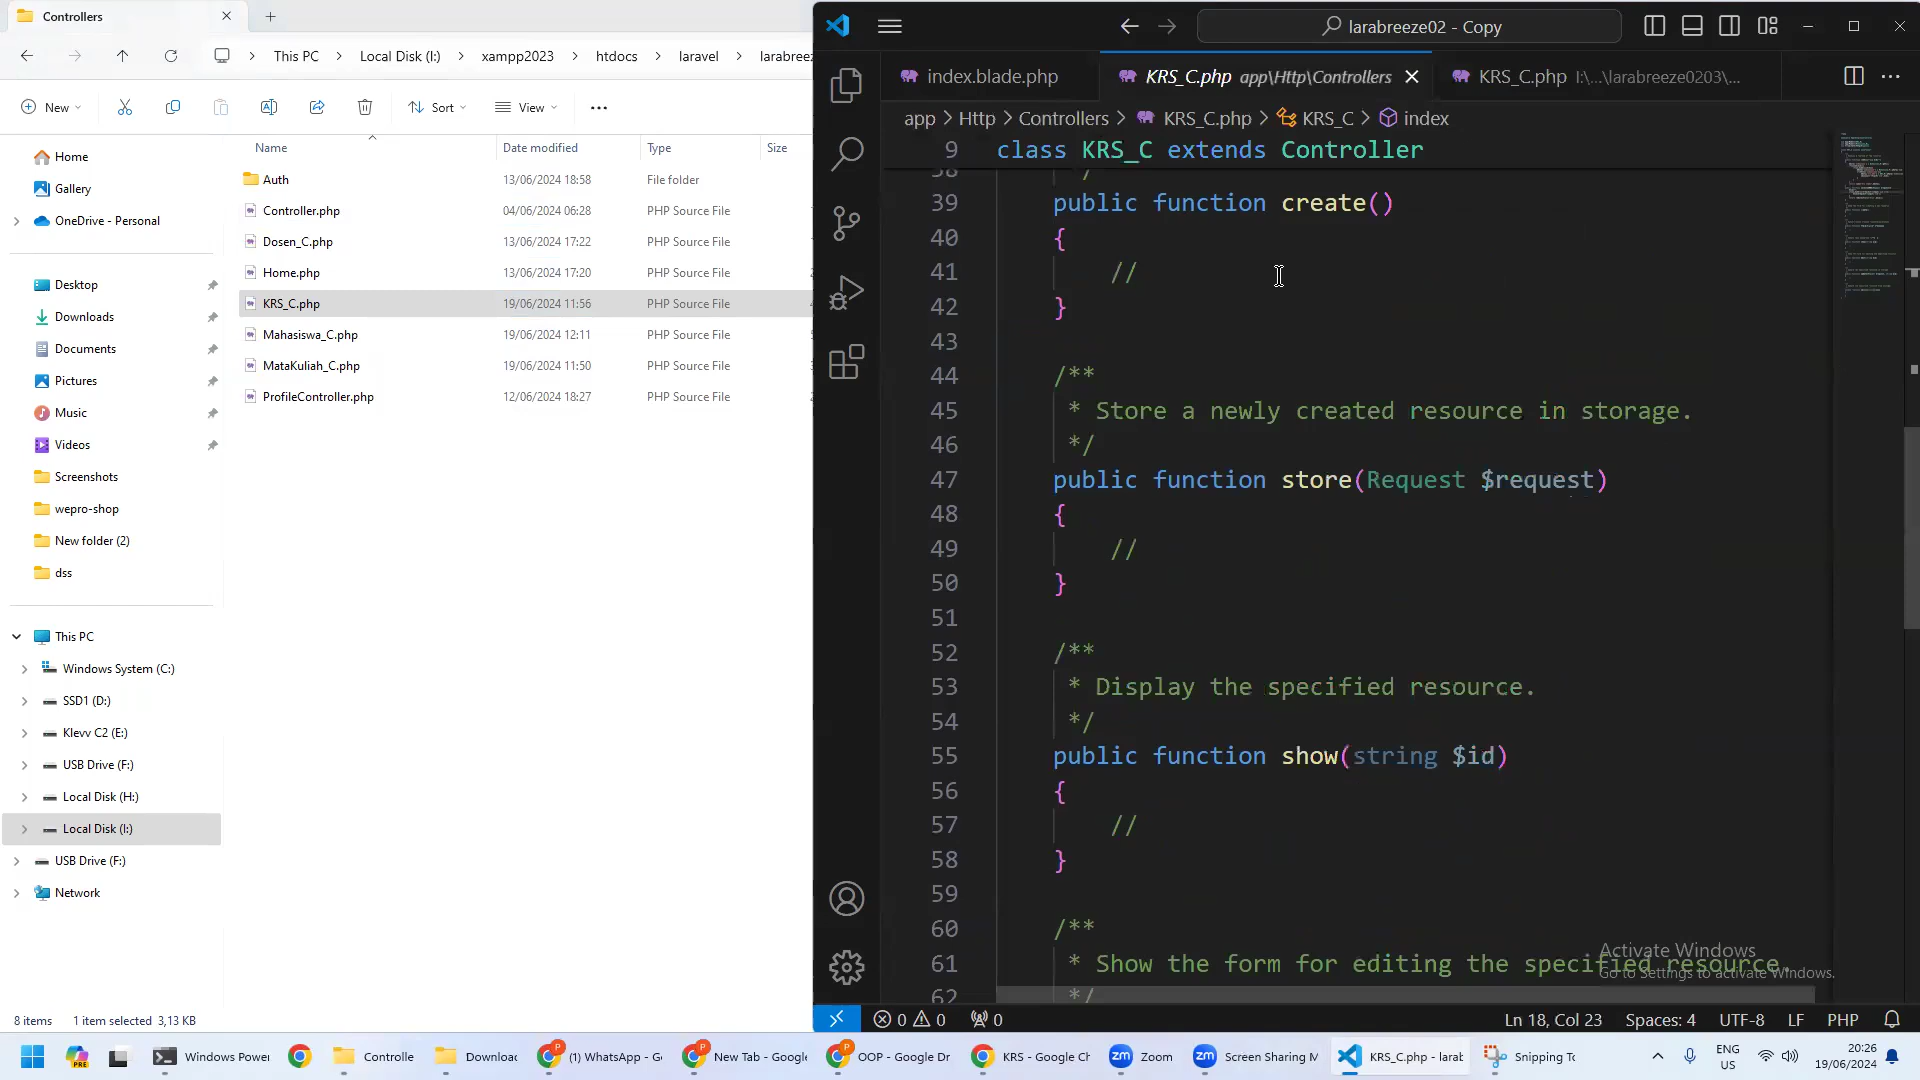 Controllers
larabreeze02 - Copy
This PC > Local Disk (I:) > xampp2023 > htdocs > laravel > larabree
index.blade.php
KRS_C.php app\Http\Controllers
KRS_C.php I:\...\larabreeze0203\...
New
Sort
View
app > Http > Controllers > KRS_C.php > KRS_C > index
Name Date modified Type Size
Auth 13/06/2024 18:58 File folder
Controller.php 04/06/2024 06:28 PHP Source File
Dosen_C.php 13/06/2024 17:22 PHP Source File
Home.php 13/06/2024 17:20 PHP Source File
KRS_C.php 19/06/2024 11:56 PHP Source File
Mahasiswa_C.php 19/06/2024 12:11 PHP Source File
MataKuliah_C.php 19/06/2024 11:50 PHP Source File
ProfileController.php 12/06/2024 18:27 PHP Source File
Home
Gallery
OneDrive - Personal
Desktop
Downloads
Documents
Pictures
Music
Videos
Screenshots
wepro-shop
New folder (2)
dss
This PC
Windows System (C:)
SSD1 (D:)
Klevv C2 (E:)
USB Drive (F:)
Local Disk (H:)
Local Disk (I:)
USB Drive (F:)
Network
8 items 1 item selected 3,13 KB
9 class KRS_C extends Controller
38 */
39 public function create()
40 {
41 //
42 }
43
44 /**
45 * Store a newly created resource in storage.
46 */
47 public function store(Request $request)
48 {
49 //
50 }
51
52 /**
53 * Display the specified resource.
54 */
55 public function show(string $id)
56 {
57 //
58 }
59
60 /**
61 * Show the form for editing the specified resource.
62 */
Activate Windows
Go to Settings to activate Windows.
0 0 0
Ln 18, Col 23 Spaces: 4 UTF-8 LF PHP
Windows Power
Controlle
Downloac
(1) WhatsApp - G
New Tab - Google
OOP - Google Dr
KRS - Google Ch
Zoom
Screen Sharing M
KRS_C.php - larab
Snipping To
ENG
US
20:26
19/06/2024